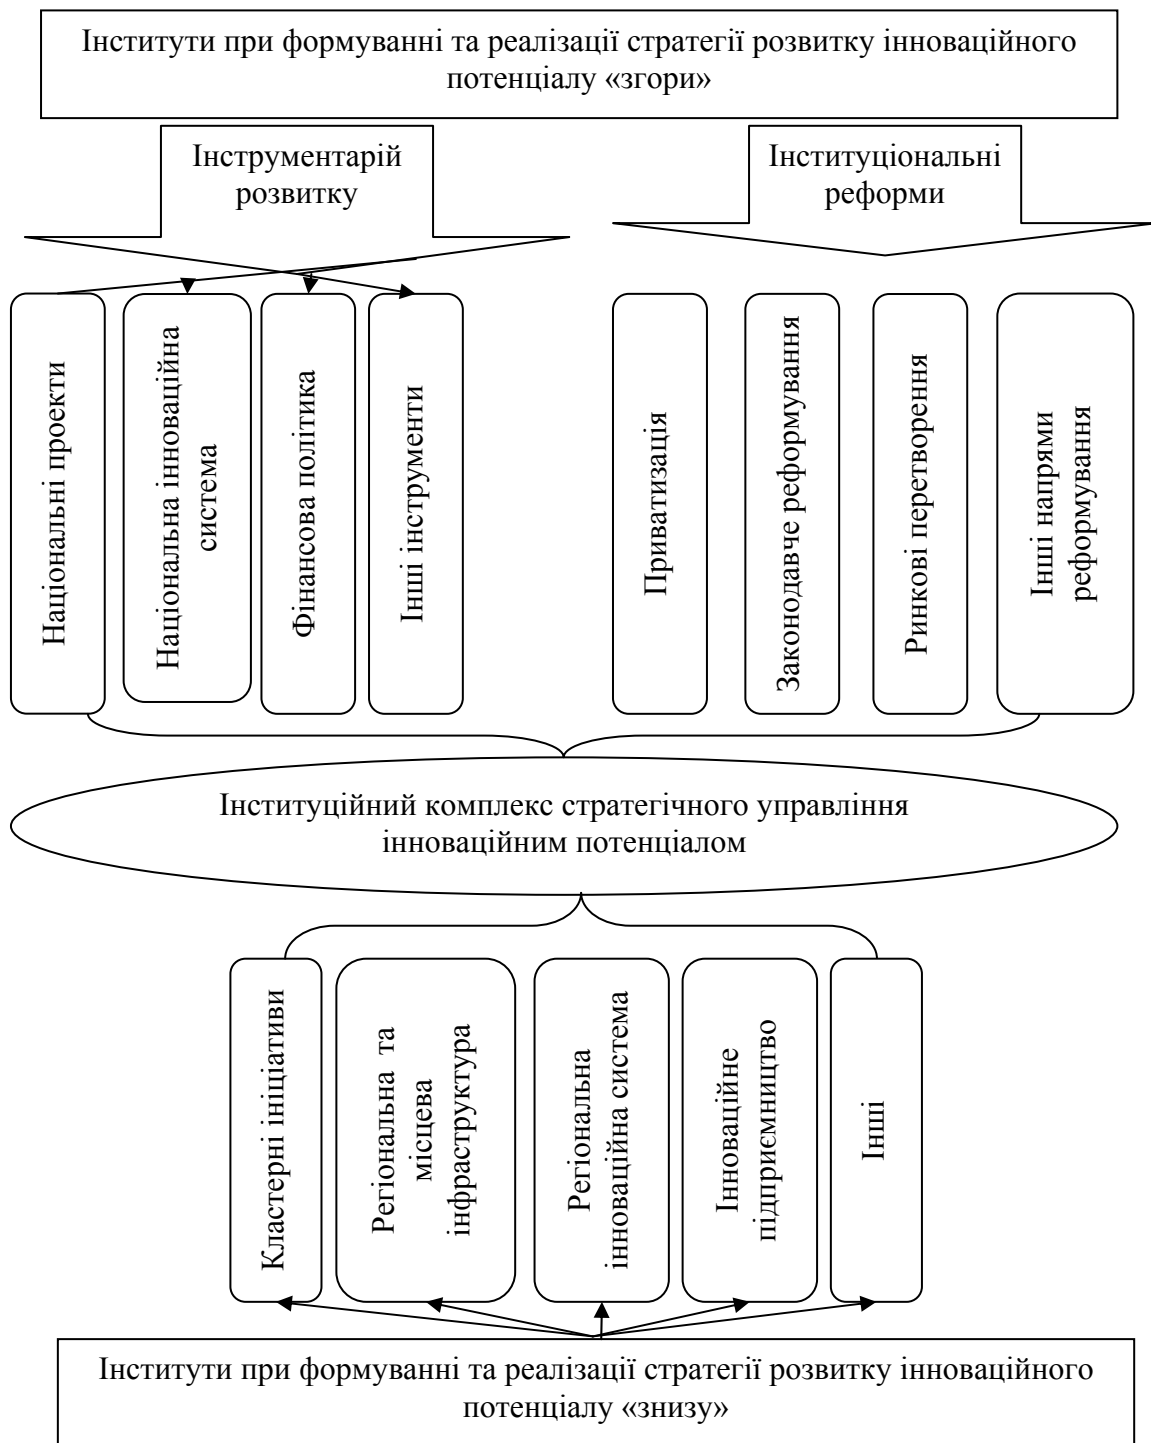 Інститути при формуванні та реалізації стратегії розвитку інноваційного
потенціалу «згори»
Інструментарій
розвитку
Інституціональні
реформи
Національні проекти
Національна інноваційна
система
Фінансова політика
Інші інструменти
Приватизація
Законодавче реформування
Ринкові перетворення
Інші напрями
реформування
Інституційний комплекс стратегічного управління
інноваційним потенціалом
Кластерні ініціативи
Регіональна та
місцева
інфраструктура
Регіональна
інноваційна система
Інноваційне
підприємництво
Інші
Інститути при формуванні та реалізації стратегії розвитку інноваційного
потенціалу «знизу»